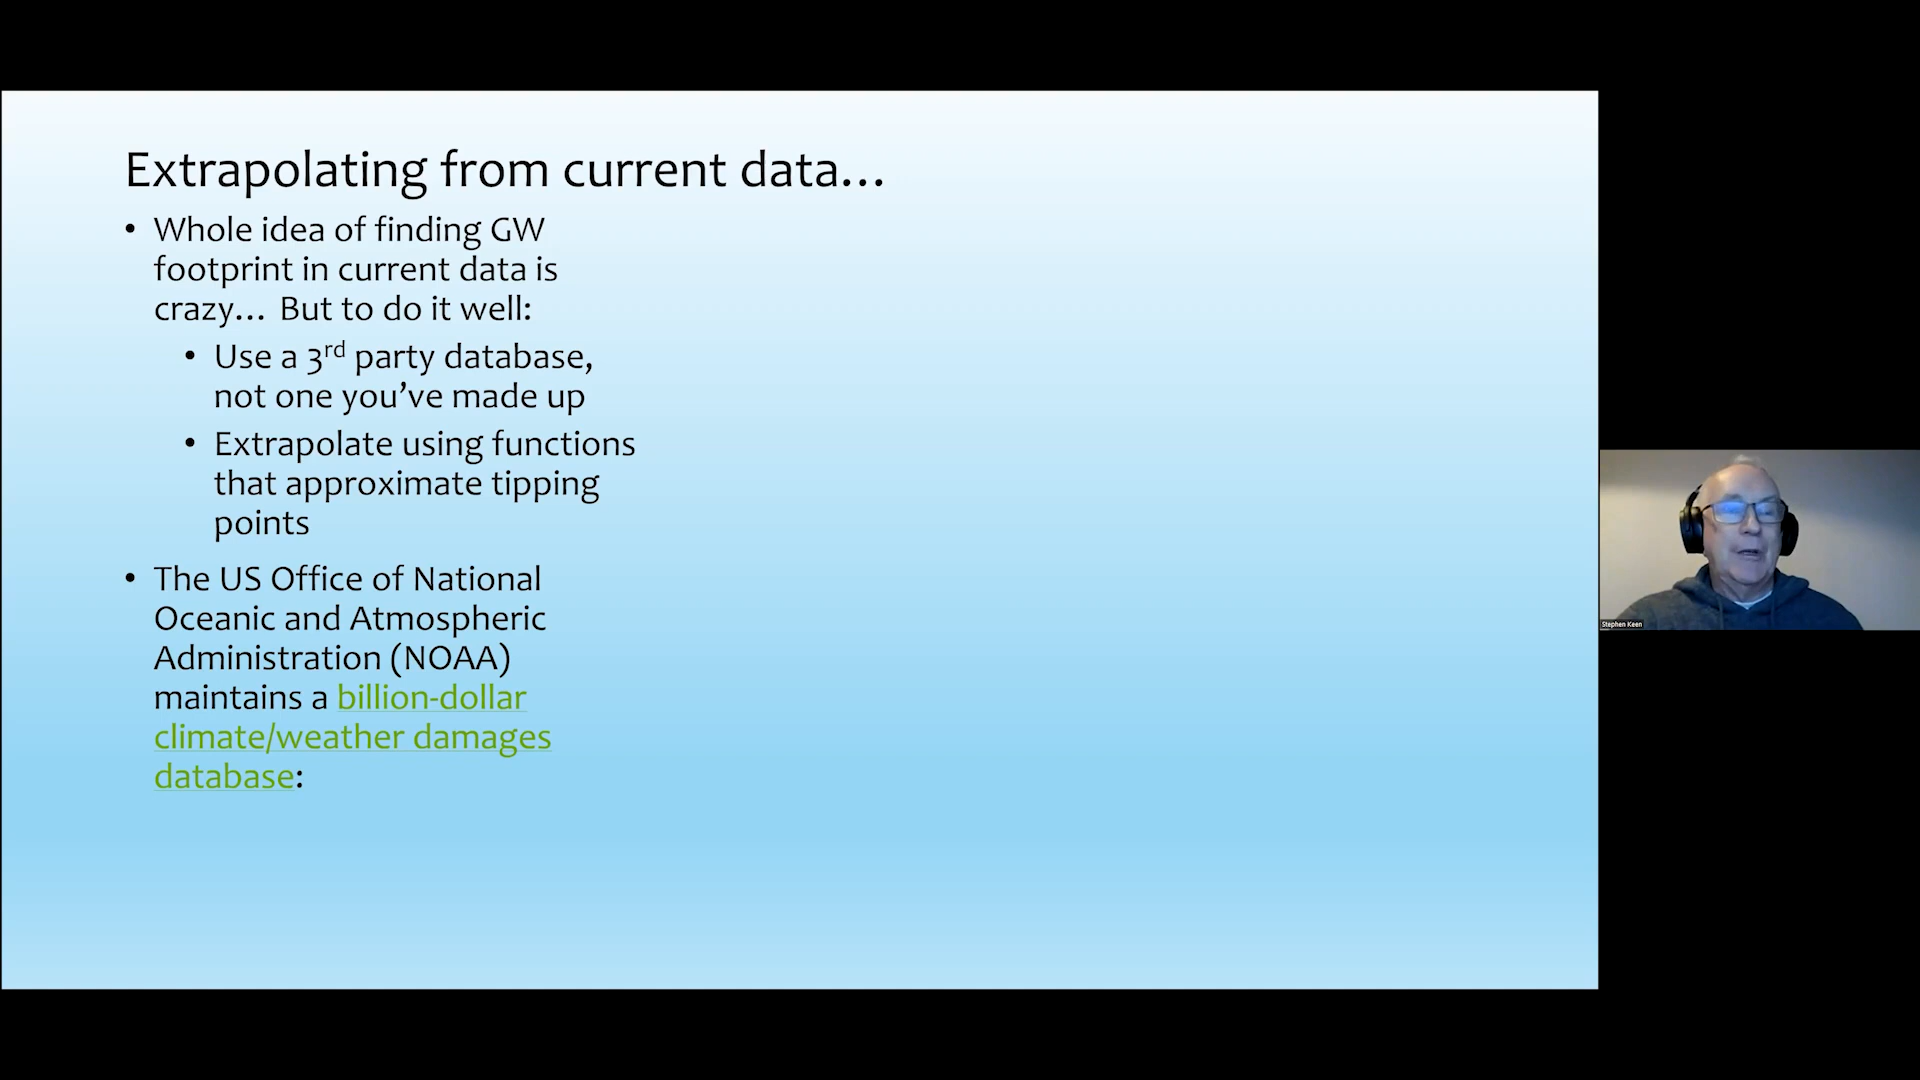 Extrapolating from current data…
• Whole idea of finding GW
footprint in current data is
crazy… But to do it well:
• Use a 3rd party database,
not one you’ve made up
• Extrapolate using functions
that approximate tipping
points
• The US Office of National
Oceanic and Atmospheric
Administration (NOAA)
maintains a billion-dollar
climate/weather damages
database:
Stephen Keen